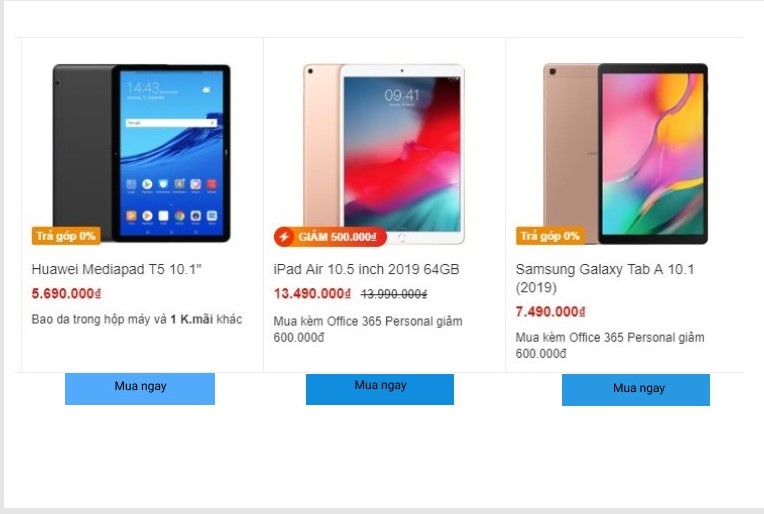 14:43
09:41
Trả góp 0%
GIẢM 500.000₫
Trả góp 0%
Huawei Mediapad T5 10.1"
5.690.000₫
Bao da trong hộp máy và 1 K.mãi khác
iPad Air 10.5 inch 2019 64GB
13.490.000₫ 13.990.000₫
Mua kèm Office 365 Personal giảm
600.000đ
Samsung Galaxy Tab A 10.1
(2019)
7.490.000₫
Mua kèm Office 365 Personal giảm
600.000đ
Mua ngay
Mua ngay
Mua ngay